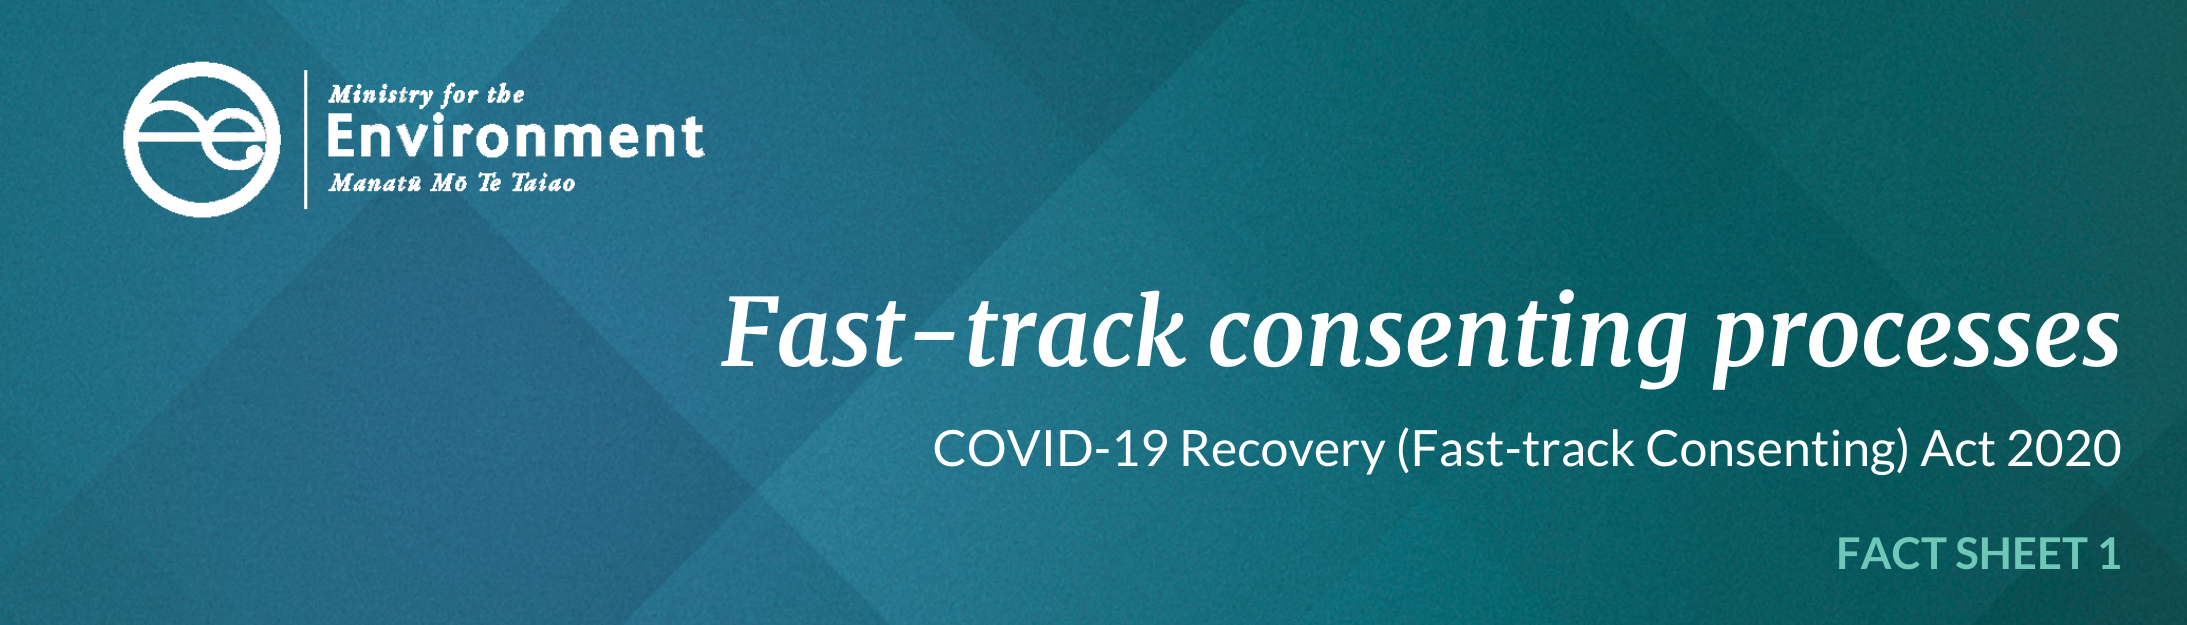 Ministry for the
Environment
Manatū Mō Te Taiao
Fast-track consenting processes
COVID-19 Recovery (Fast-track Consenting) Act 2020
FACT SHEET 1